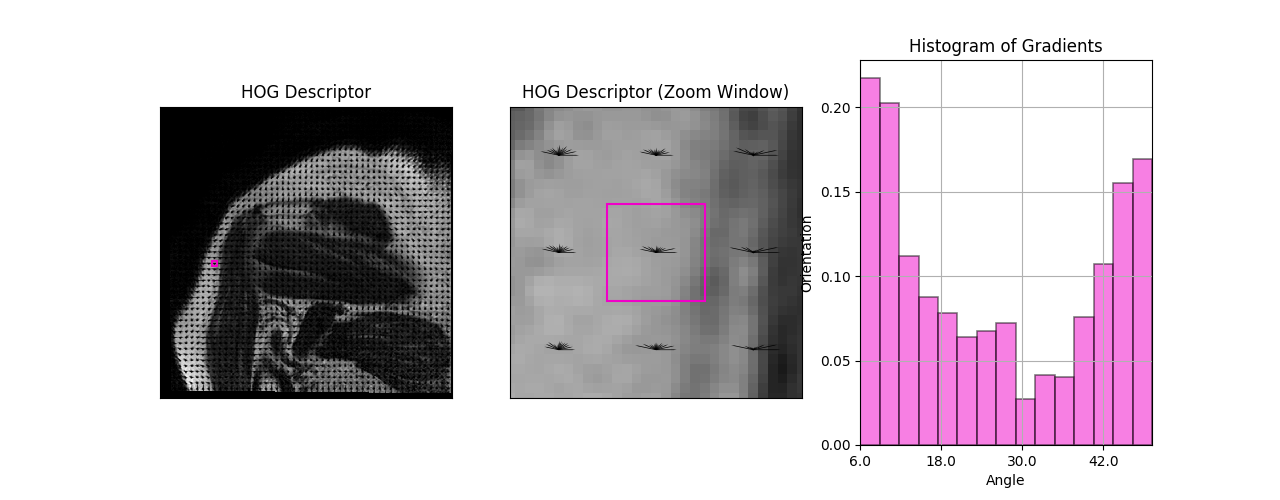 HOG Descriptor
HOG Descriptor (Zoom Window)
Histogram of Gradients
Orientation
0.20
0.15
0.10
0.05
0.00
6.0 18.0 30.0 42.0
Angle